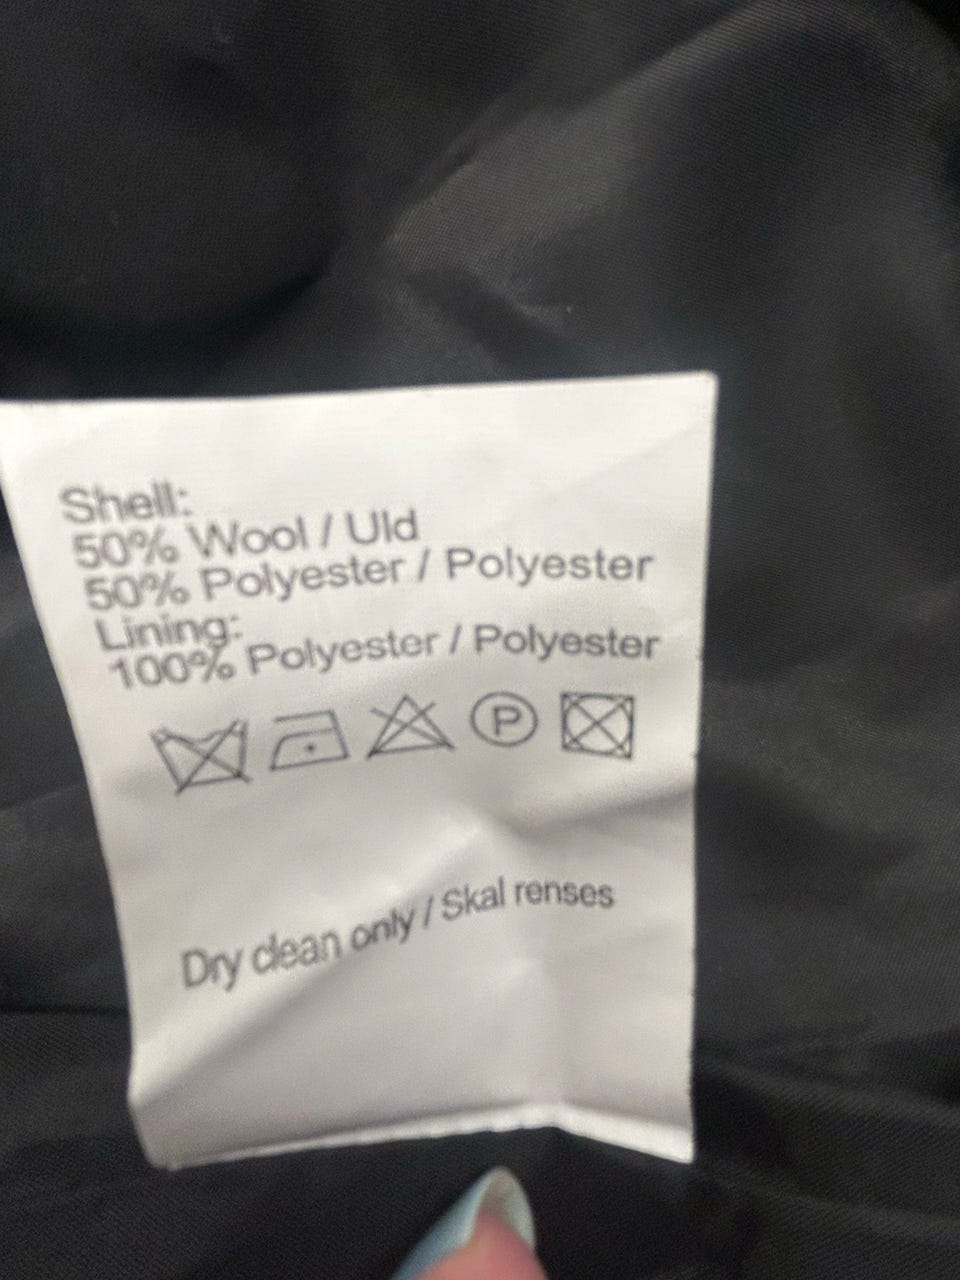 Shell:
50% Wool / Uld
50% Polyester / Polyester
Lining:
100% Polyester / Polyester
P
Dry clean only / Skal renses